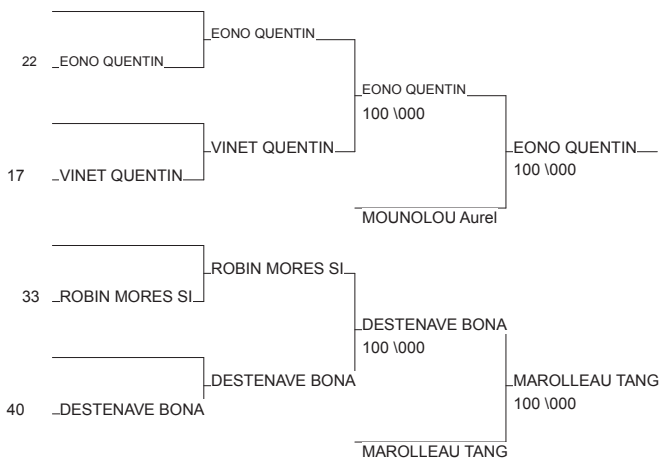 EONO QUENTIN
22 EONO QUENTIN
EONO QUENTIN
100 \000
VINET QUENTIN
EONO QUENTIN
100 \000
17 VINET QUENTIN
MOUNOLOU Aurel
ROBIN MORES SI
33 ROBIN MORES SI
DESTENAVE BONA
100 \000
DESTENAVE BONA
MAROLLEAU TANG
100 \000
40 DESTENAVE BONA
MAROLLEAU TANG